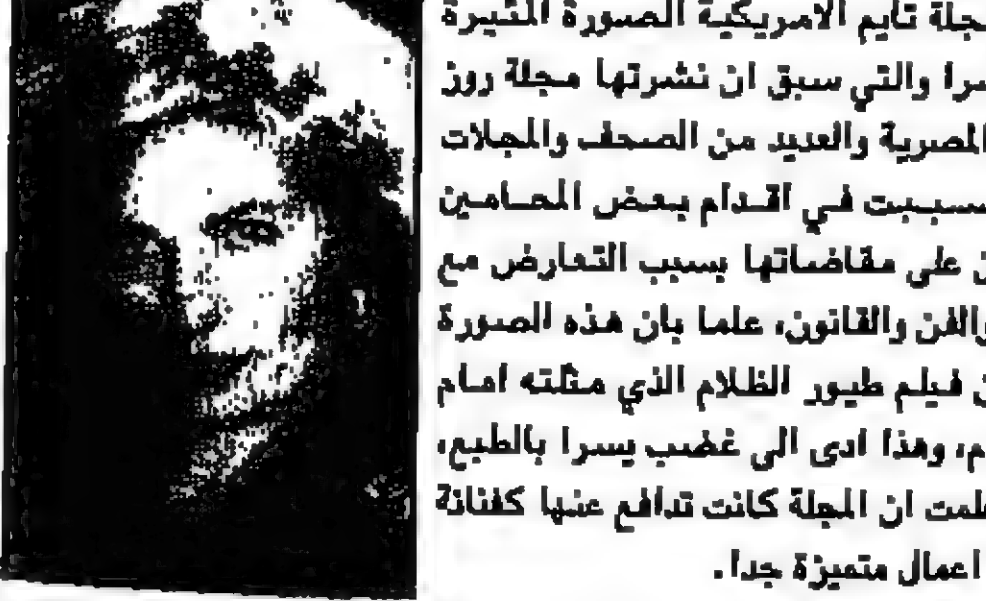 مجلة تايم الامريكية الصورة المثيرة
سرا والتي سبق ان نشرتها مجلة روز
المصرية والعديد من الصحف والمجلات
تسببت في اقدام بعض المحامين
ن على مقاضاتها بسبب التعارض مع
والفن والقانون، علما بان هذه الصورة
ن فيلم طيور الظلام الذي مثلته امام
م، وهذا ادى الى غضب يسرا بالطبع،
لمت ان المجلة كانت تدافع عنها كفنانة
اعمال متميزة جدا.